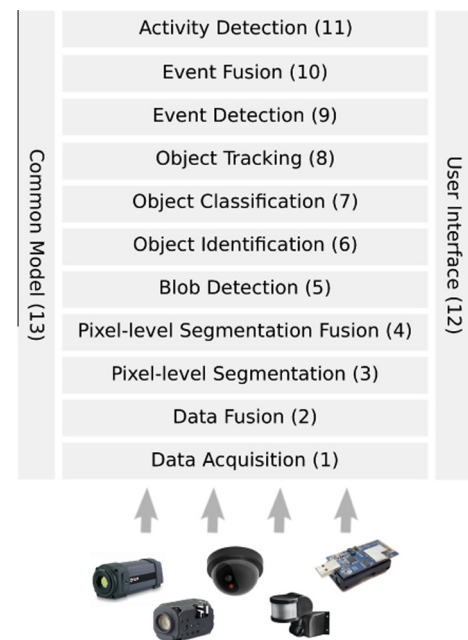 Activity Detection (11)
Event Fusion (10)
Event Detection (9)
Object Tracking (8)
Object Classification (7)
Object Identification (6)
Blob Detection (5)
Pixel-level Segmentation Fusion (4)
Pixel-level Segmentation (3)
Data Fusion (2)
Data Acquisition (1)
Common Model (13)
User Interface (12)